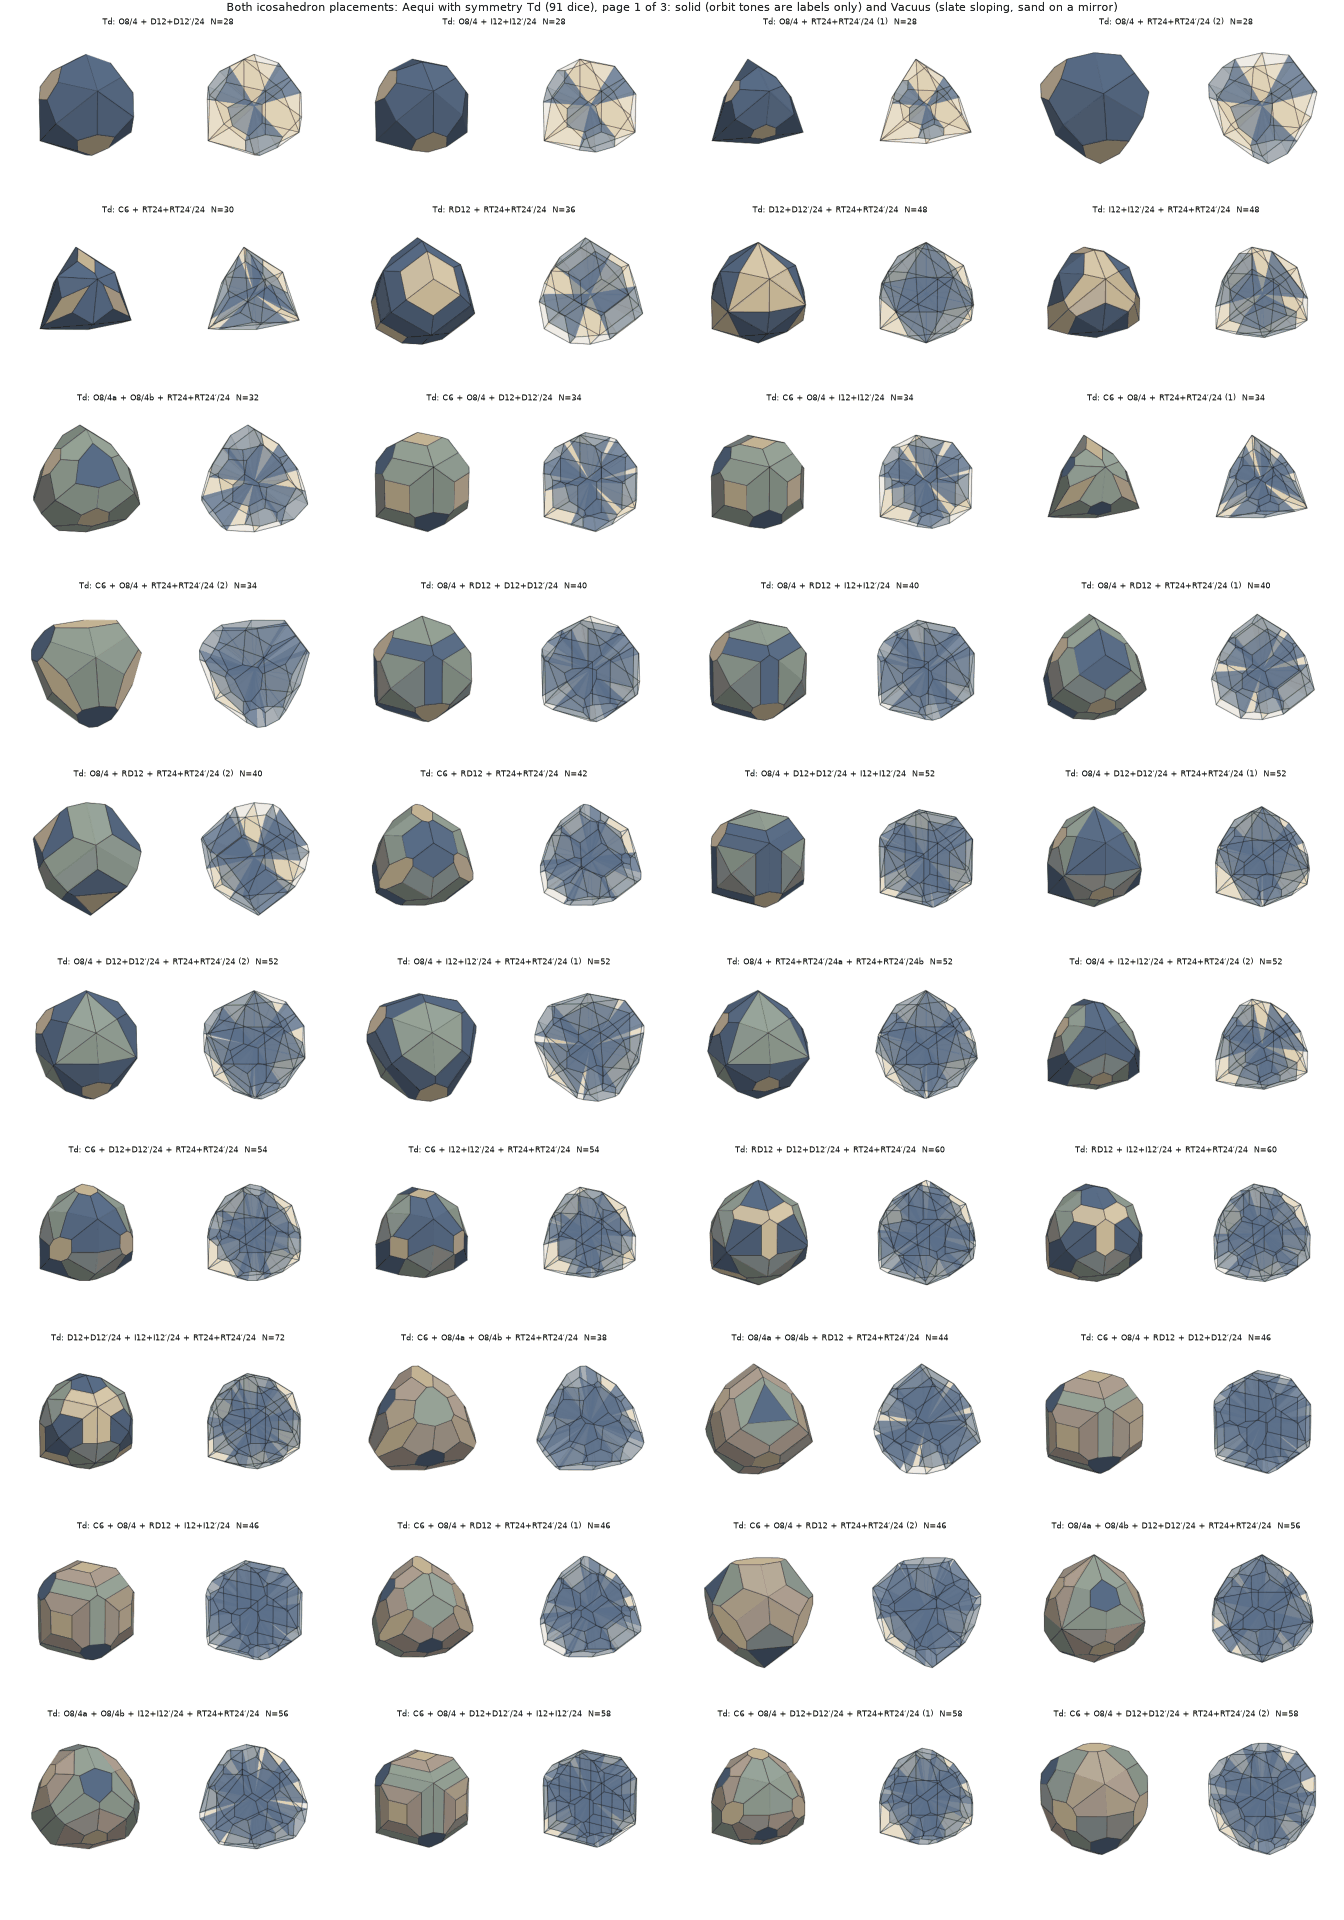 Both icosahedron placements: Aequi with symmetry Td (91 dice), page 1 of 3: solid (orbit tones are labels only) and Vacuus (slate sloping, sand on a mirror)
Td: O8/4 + D12+D12′/24  N=28
Td: O8/4 + I12+I12′/24  N=28
Td: O8/4 + RT24+RT24′/24 (1)  N=28
Td: O8/4 + RT24+RT24′/24 (2)  N=28
Td: C6 + RT24+RT24′/24  N=30
Td: RD12 + RT24+RT24′/24  N=36
Td: D12+D12′/24 + RT24+RT24′/24  N=48
Td: I12+I12′/24 + RT24+RT24′/24  N=48
Td: O8/4a + O8/4b + RT24+RT24′/24  N=32
Td: C6 + O8/4 + D12+D12′/24  N=34
Td: C6 + O8/4 + I12+I12′/24  N=34
Td: C6 + O8/4 + RT24+RT24′/24 (1)  N=34
Td: C6 + O8/4 + RT24+RT24′/24 (2)  N=34
Td: O8/4 + RD12 + D12+D12′/24  N=40
Td: O8/4 + RD12 + I12+I12′/24  N=40
Td: O8/4 + RD12 + RT24+RT24′/24 (1)  N=40
Td: O8/4 + RD12 + RT24+RT24′/24 (2)  N=40
Td: C6 + RD12 + RT24+RT24′/24  N=42
Td: O8/4 + D12+D12′/24 + I12+I12′/24  N=52
Td: O8/4 + D12+D12′/24 + RT24+RT24′/24 (1)  N=52
Td: O8/4 + D12+D12′/24 + RT24+RT24′/24 (2)  N=52
Td: O8/4 + I12+I12′/24 + RT24+RT24′/24 (1)  N=52
Td: O8/4 + RT24+RT24′/24a + RT24+RT24′/24b  N=52
Td: O8/4 + I12+I12′/24 + RT24+RT24′/24 (2)  N=52
Td: C6 + D12+D12′/24 + RT24+RT24′/24  N=54
Td: C6 + I12+I12′/24 + RT24+RT24′/24  N=54
Td: RD12 + D12+D12′/24 + RT24+RT24′/24  N=60
Td: RD12 + I12+I12′/24 + RT24+RT24′/24  N=60
Td: D12+D12′/24 + I12+I12′/24 + RT24+RT24′/24  N=72
Td: C6 + O8/4a + O8/4b + RT24+RT24′/24  N=38
Td: O8/4a + O8/4b + RD12 + RT24+RT24′/24  N=44
Td: C6 + O8/4 + RD12 + D12+D12′/24  N=46
Td: C6 + O8/4 + RD12 + I12+I12′/24  N=46
Td: C6 + O8/4 + RD12 + RT24+RT24′/24 (1)  N=46
Td: C6 + O8/4 + RD12 + RT24+RT24′/24 (2)  N=46
Td: O8/4a + O8/4b + D12+D12′/24 + RT24+RT24′/24  N=56
Td: O8/4a + O8/4b + I12+I12′/24 + RT24+RT24′/24  N=56
Td: C6 + O8/4 + D12+D12′/24 + I12+I12′/24  N=58
Td: C6 + O8/4 + D12+D12′/24 + RT24+RT24′/24 (1)  N=58
Td: C6 + O8/4 + D12+D12′/24 + RT24+RT24′/24 (2)  N=58